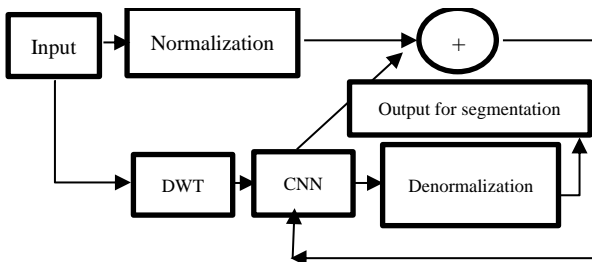 Input
Normalization
+
Output for segmentation
DWT
CNN
Denormalization